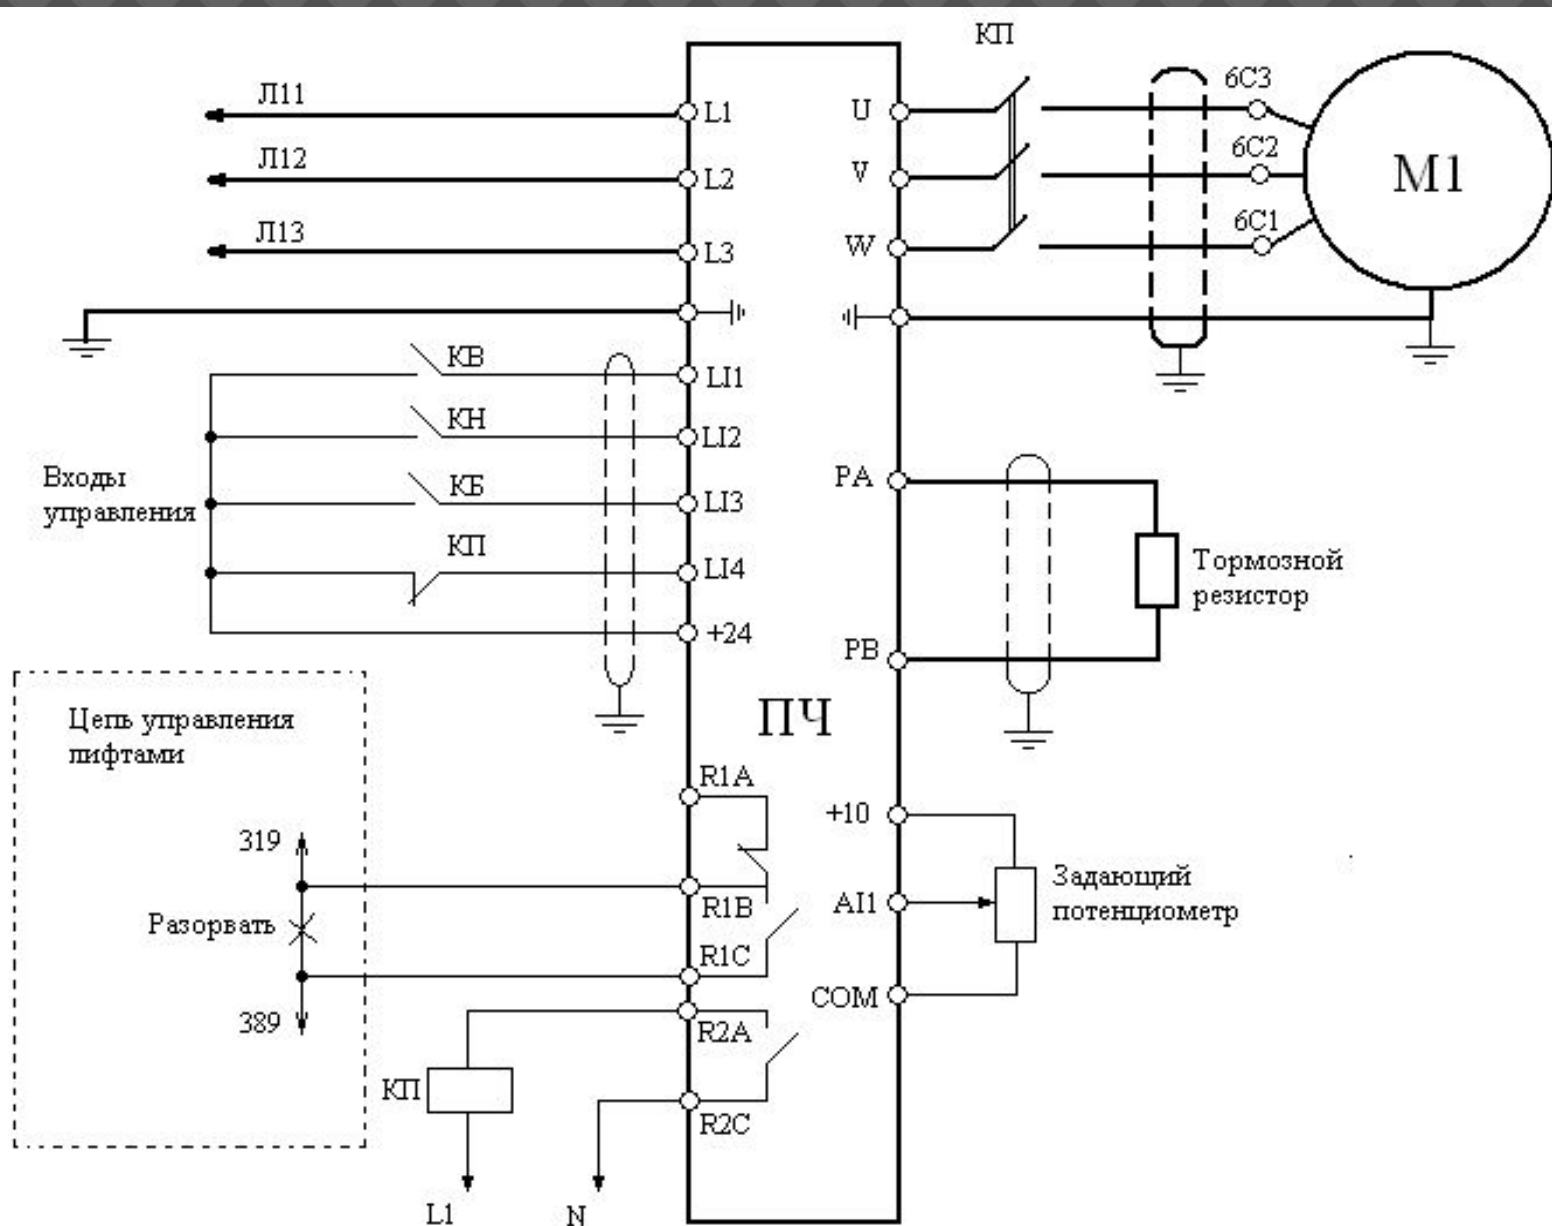 КП
Л11
L1
U
6С3
Л12
L2
V
6С2
М1
Л13
L3
W
6С1
КВ
LI1
КН
LI2
Входы
управления
КБ
LI3
PA
КП
LI4
Тормозной
резистор
+24
PB
Цепь управления
лифтами
ПЧ
R1A
+10
319
Задающий
потенциометр
Разорвать
R1B
AI1
R1C
389
COM
R2A
КП
R2C
L1
N